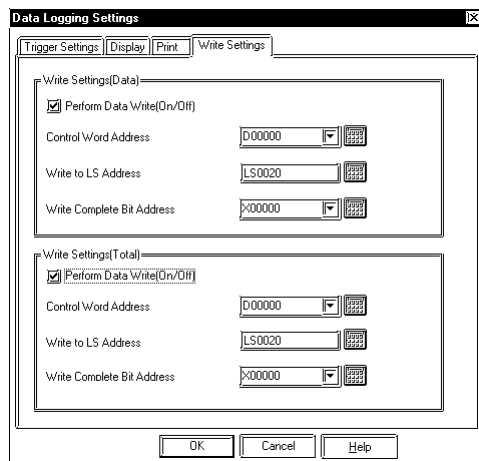 Data Logging Settings
Trigger Settings Display Print Write Settings
Write Settings(Data)
Perform Data Write(On/Off)
Control Word Address D00000
Write to LS Address LS0020
Write Complete Bit Address X00000
Write Settings(Total)
Perform Data Write(On/Off)
Control Word Address D00000
Write to LS Address LS0020
Write Complete Bit Address X00000
OK Cancel Help